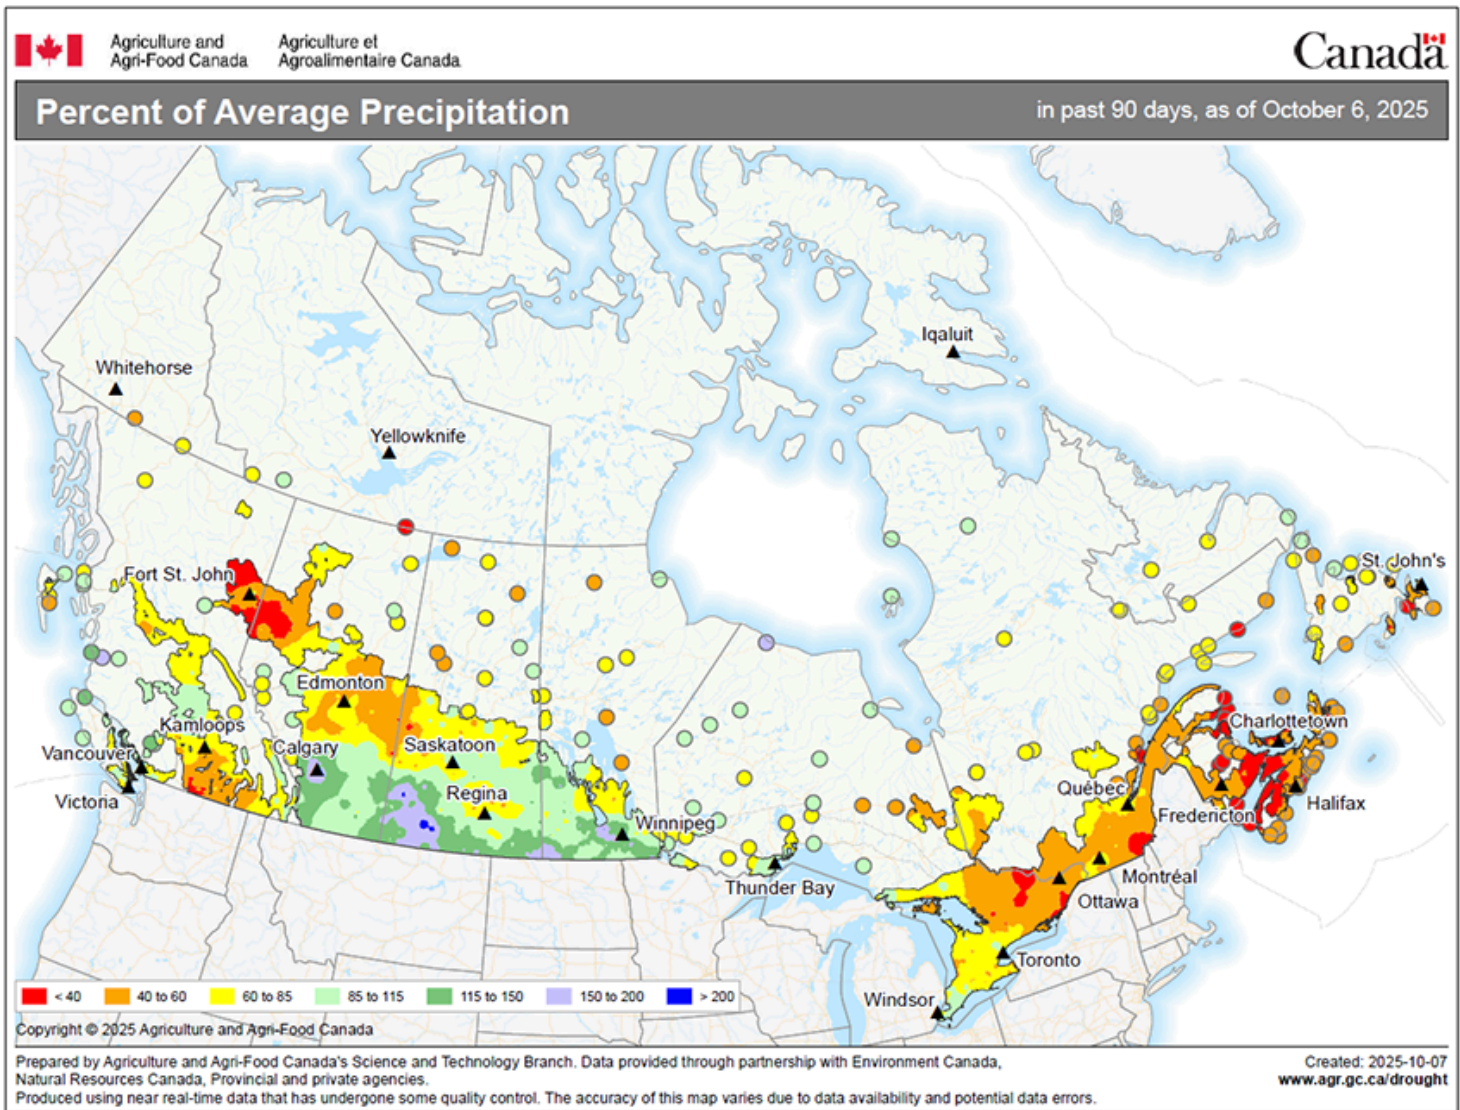 Agriculture and
Agri-Food Canada
Agriculture et
Agroalimentaire Canada
Canada
Percent of Average Precipitation
in past 90 days, as of October 6, 2025
Iqaluit
Whitehorse
Yellowknife
St. John's
Fort St. John
Edmonton
Charlottetown
Kamloops
Calgary
Saskatoon
Vancouver
Regina
Québec
Victoria
Halifax
Fredericton
Winnipeg
Montréal
Thunder Bay
Ottawa
Toronto
Windsor
< 40 40 to 60 60 to 85 85 to 115 115 to 150 150 to 200 > 200
Copyright © 2025 Agriculture and Agri-Food Canada
Prepared by Agriculture and Agri-Food Canada's Science and Technology Branch. Data provided through partnership with Environment Canada,
Natural Resources Canada, Provincial and private agencies.
Produced using near real-time data that has undergone some quality control. The accuracy of this map varies due to data availability and potential data errors.
Created: 2025-10-07
www.agr.gc.ca/drought